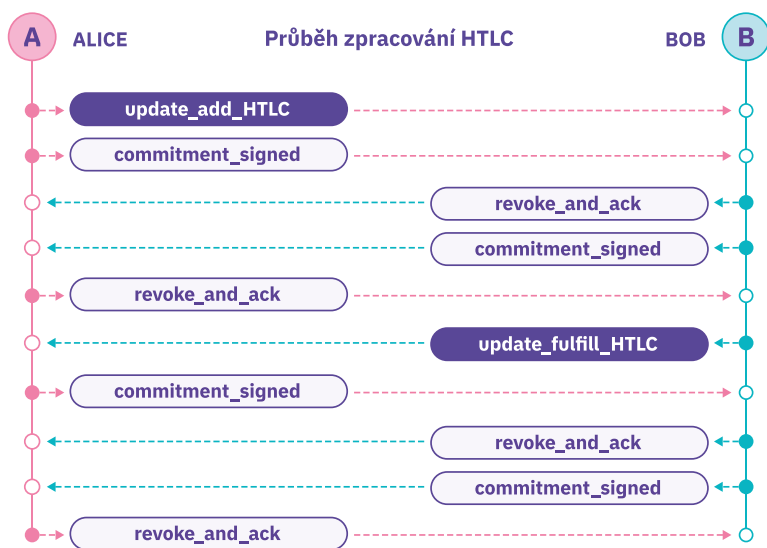 A ALICE Průběh zpracování HTLC BOB B
update_add_HTLC
commitment_signed
revoke_and_ack
commitment_signed
revoke_and_ack
update_fulfill_HTLC
commitment_signed
revoke_and_ack
commitment_signed
revoke_and_ack